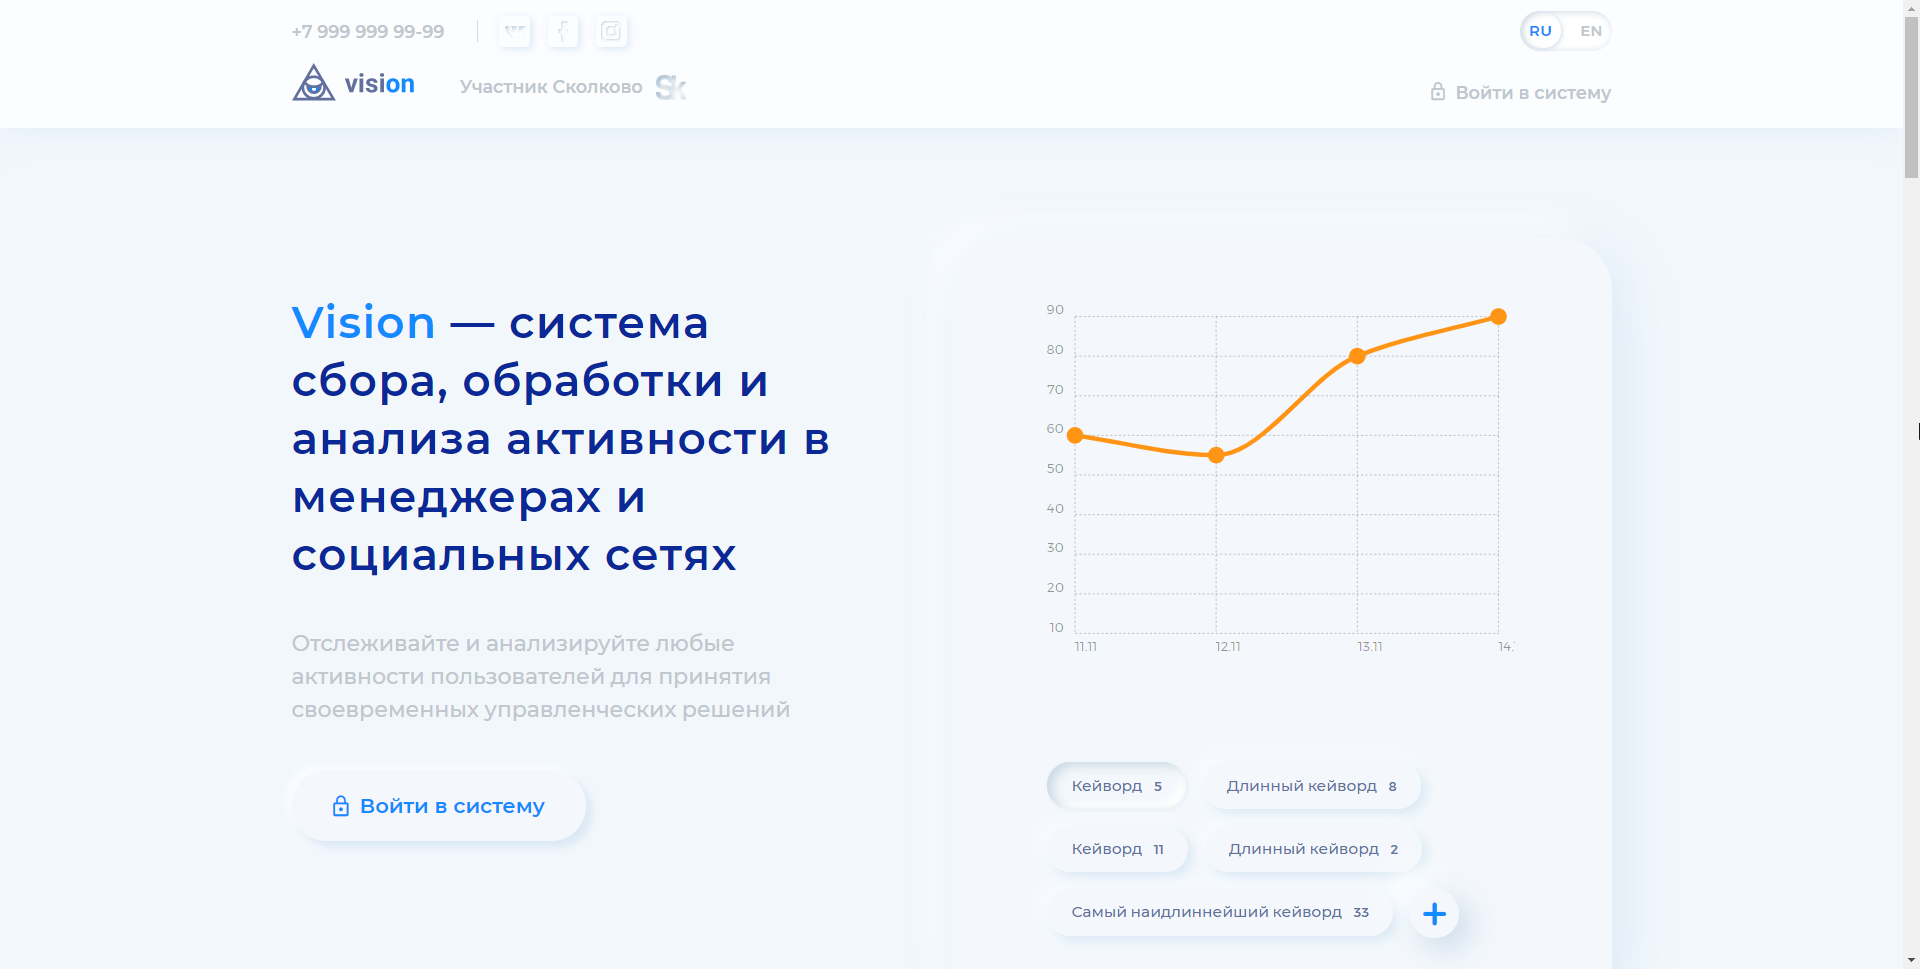 +7 999 999 99-99
RU EN
vision
Участник Сколково Sk
Войти в систему
Vision — система
сбора, обработки и
анализа активности в
менеджерах и
социальных сетях
Отслеживайте и анализируйте любые
активности пользователей для принятия
своевременных управленческих решений
Войти в систему
90
80
70
60
50
40
30
20
10
11.11 12.11 13.11 14.
Кейворд 5 Длинный кейворд 8
Кейворд 11 Длинный кейворд 2
Самый наидлиннейший кейворд 33